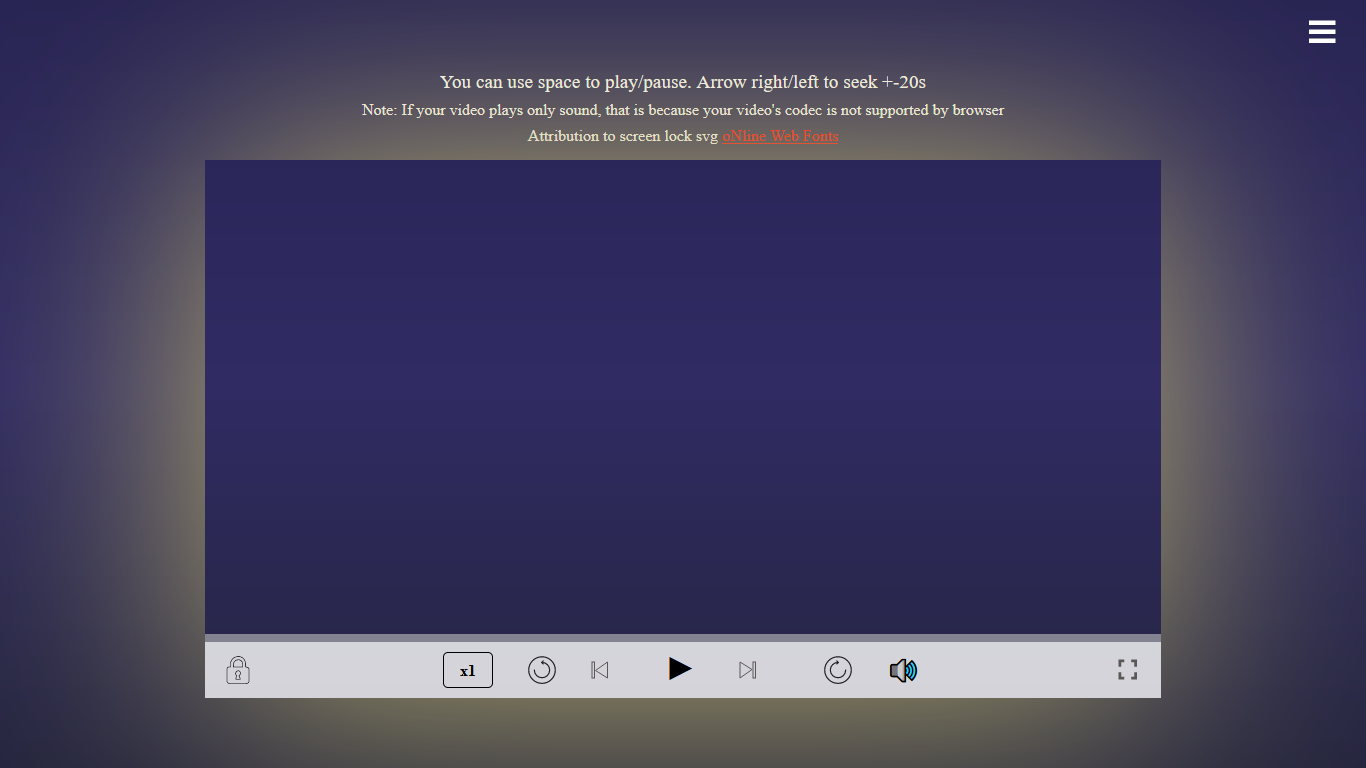 You can use space to play/pause. Arrow right/left to seek +-20s
Note: If your video plays only sound, that is because your video's codec is not supported by browser
Attribution to screen lock svg oNline Web Fonts
x1